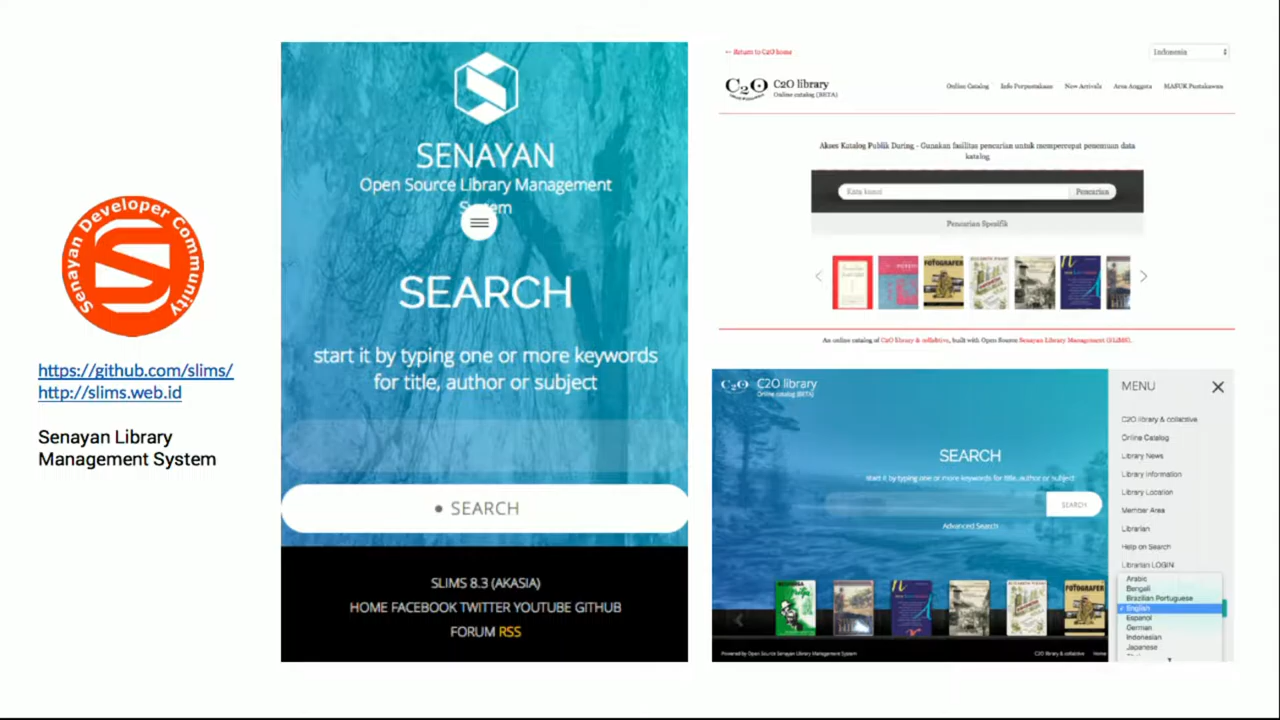 Senayan Developer Community
https://github.com/slims/
http://slims.web.id
Senayan Library
Management System
SENAYAN
Open Source Library Management
System
SEARCH
start it by typing one or more keywords
for title, author or subject
SEARCH
SLIMS 8.3 (AKASIA)
HOME FACEBOOK TWITTER YOUTUBE GITHUB
FORUM RSS
← Return to C2O home
Indonesia
C2O C2O library
Online catalog [BETA]
Online Catalog Info Perpustakaan New Arrivals Area Anggota MASUK Pustakawan
Akses Katalog Publik Daring - Gunakan fasilitas pencarian untuk mempercepat penemuan data
katalog
Kata kunci Pencarian
Pencarian Spesifik
FOTOGRAFER
An online catalog of C2O library & collektive, built with Open Source Senayan Library Management (SLiMS).
C2O C2O library
Online catalog [BETA]
SEARCH
start it by typing one or more keywords for title, author or subject
SEARCH
Advanced Search
FOTOGRAFER
Powered by Open Source Senayan Library Management System
C2O library & collektive Home
MENU
C2O library & collective
Online Catalog
Library News
Library Information
Library Location
Member Area
Librarian
Help on Search
Librarian LOGIN
Arabic
Bengali
Brazilian Portuguese
✓ English
Espanol
German
Indonesian
Japanese